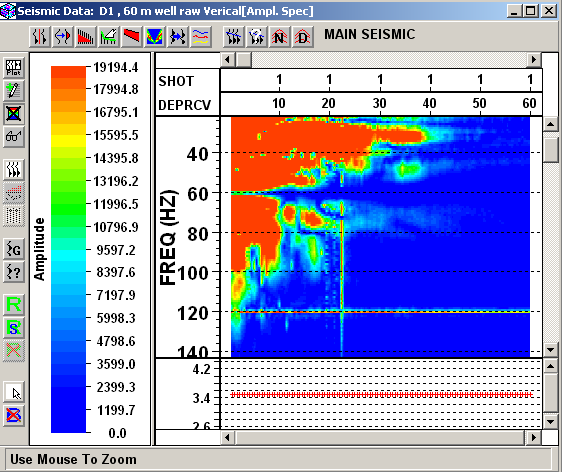 Seismic Data: D1 , 60 m well raw Verical[Ampl. Spec]
N
D
MAIN SEISMIC
Plot
G
?
R
S
Amplitude
19194.4
17994.8
16795.1
15595.5
14395.8
13196.2
11996.5
10796.9
9597.2
8397.6
7197.9
5998.3
4798.6
3599.0
2399.3
1199.7
0.0
SHOT 1 1 1 1 1 1
DEPRCV 10 20 30 40 50 60
FREQ (HZ)
40
60
80
100
120
140
4.2
3.4
2.6
Use Mouse To Zoom